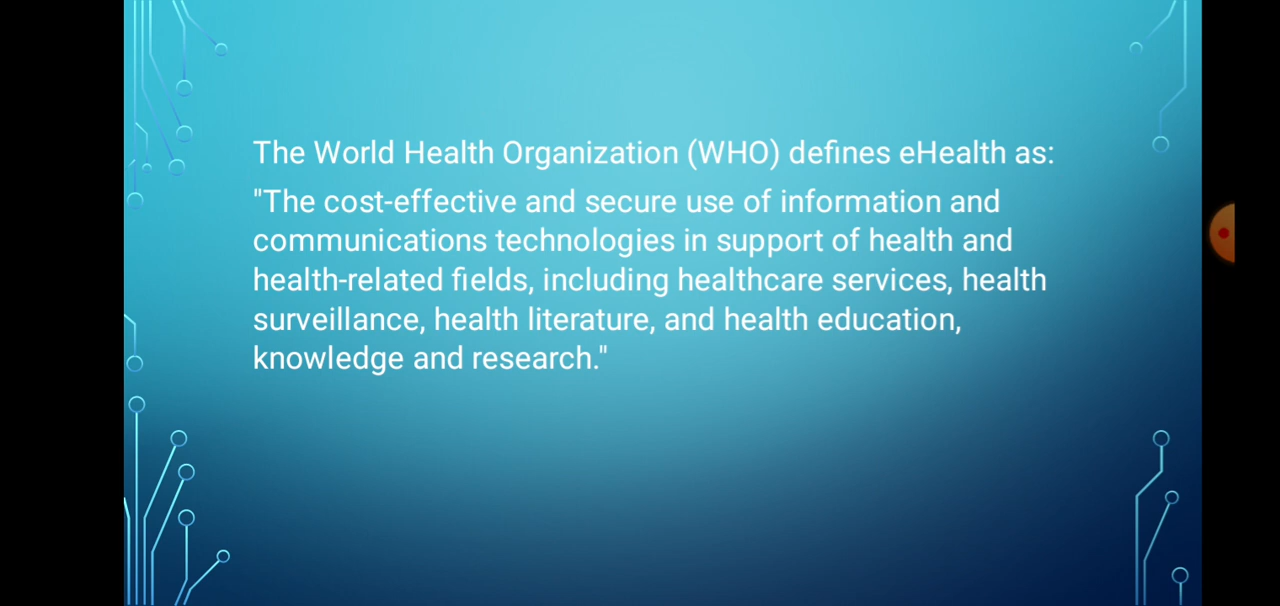 The World Health Organization (WHO) defines eHealth as:
"The cost-effective and secure use of information and
communications technologies in support of health and
health-related fields, including healthcare services, health
surveillance, health literature, and health education,
knowledge and research."